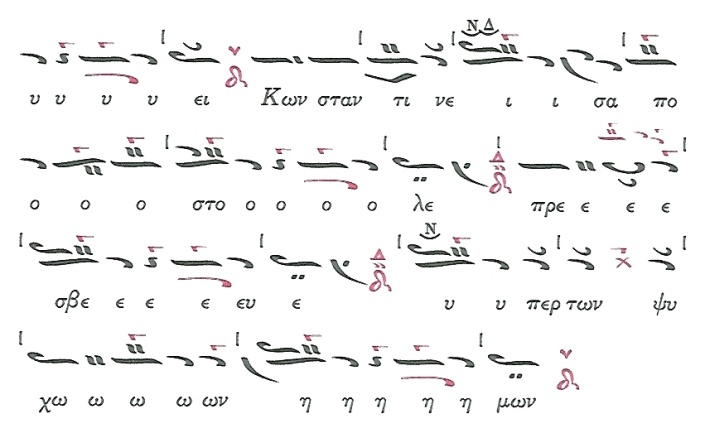 υ υ υ υ ει Κων σταν τι νε ι ι σα πο
ο ο ο στο ο ο ο ο λε πρε ε ε ε
σβε ε ε ε ευ ε υ υ περ των ψυ
χω ω ω ω ων η η η η η μων